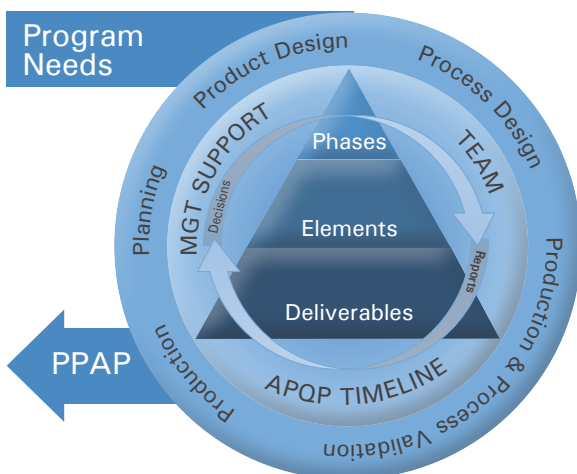 Program
Needs
Planning
Product Design
Process Design
Production & Process Validation
Production
MGT SUPPORT
TEAM
APQP TIMELINE
Decisions
Reports
Phases
Elements
Deliverables
PPAP